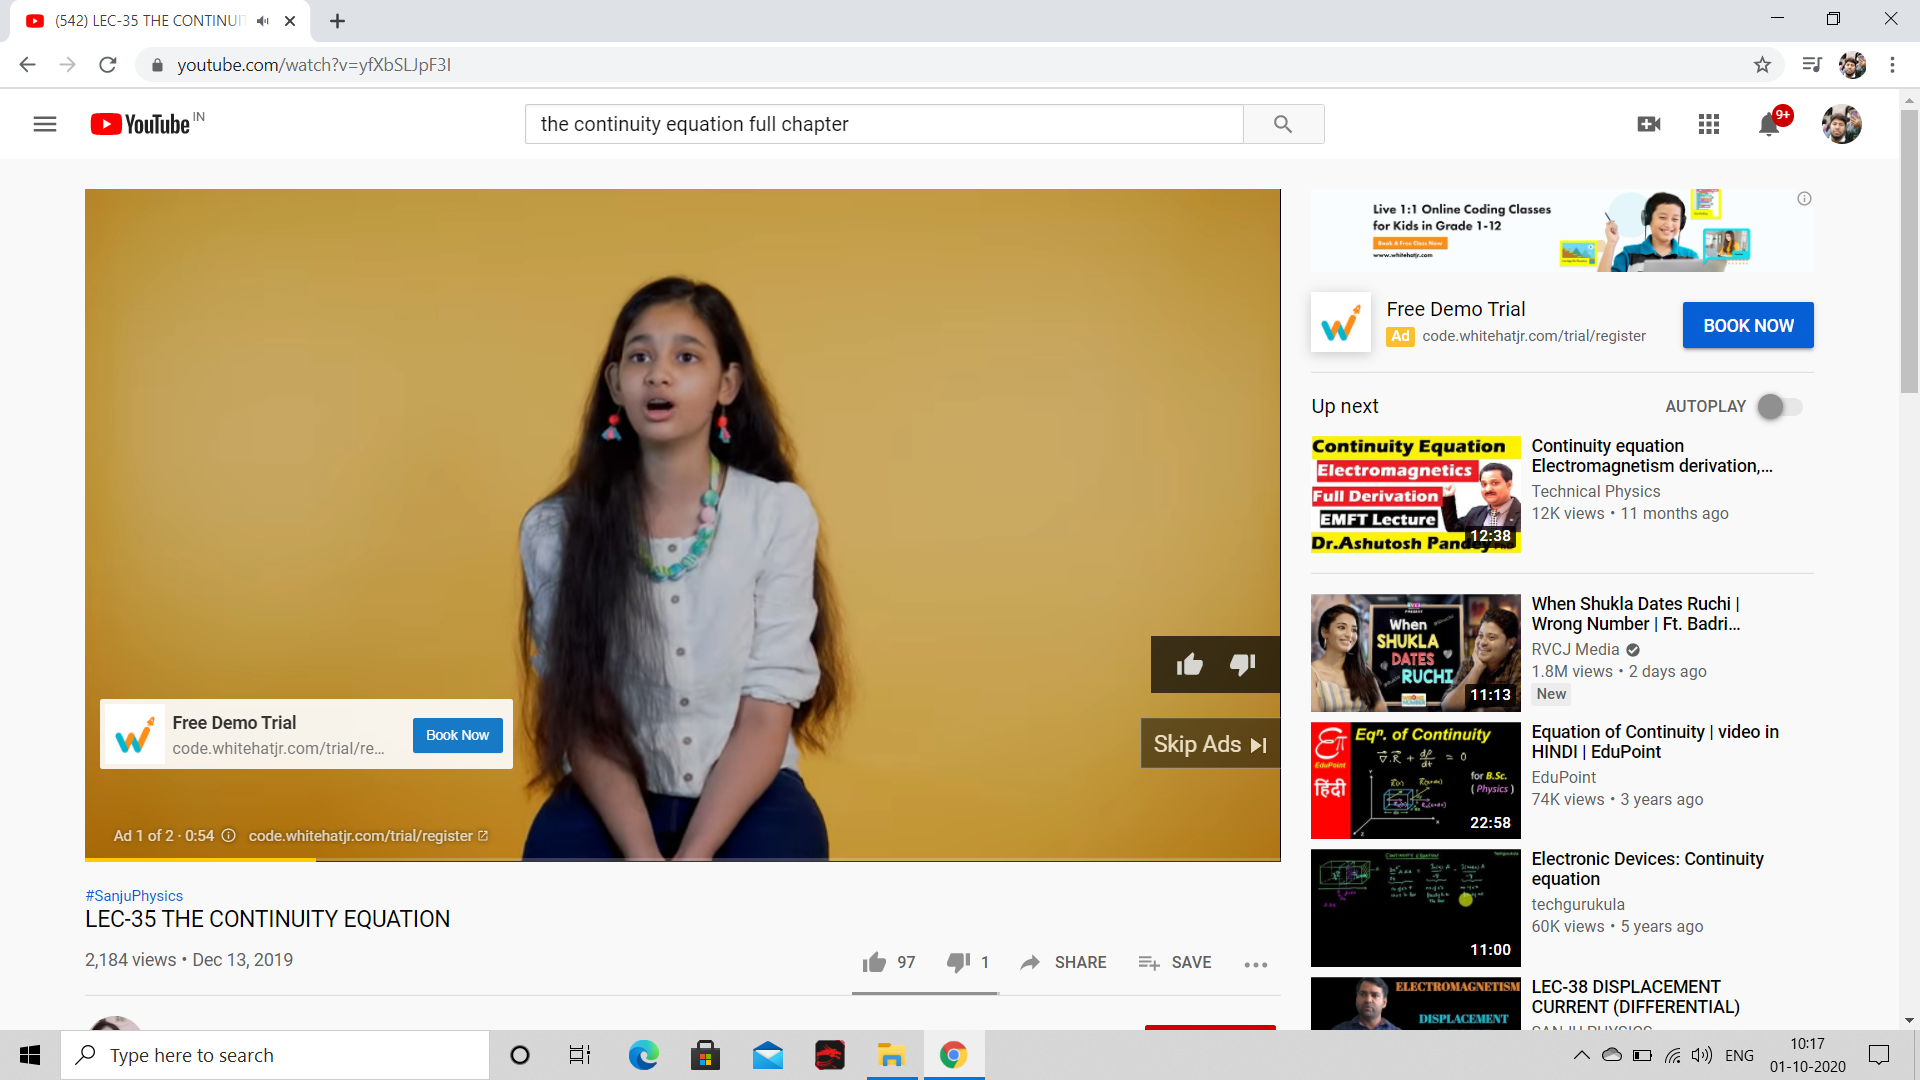 (542) LEC-35 THE CONTINUIT
youtube.com/watch?v=yfXbSLJpF3I
YouTube IN
the continuity equation full chapter
9+
Live 1:1 Online Coding Classes
for Kids in Grade 1-12
Book A Free Class Now
www.whitehatjr.com
Free Demo Trial
Ad code.whitehatjr.com/trial/register
BOOK NOW
Up next
AUTOPLAY
Continuity Equation
Electromagnetics
Full Derivation
EMFT Lecture
Dr.Ashutosh Pandey
12:38
Continuity equation
Electromagnetism derivation,...
Technical Physics
12K views • 11 months ago
When
SHUKLA
DATES
RUCHI
11:13
When Shukla Dates Ruchi |
Wrong Number | Ft. Badri...
RVCJ Media
1.8M views • 2 days ago
New
Eqⁿ. of Continuity
EduPoint
हिंदी
for B.Sc.
(Physics)
22:58
Equation of Continuity | video in
HINDI | EduPoint
EduPoint
74K views • 3 years ago
11:00
Electronic Devices: Continuity
equation
techgurukula
60K views • 5 years ago
ELECTROMAGNETISM
DISPLACEMENT
LEC-38 DISPLACEMENT
CURRENT (DIFFERENTIAL)
SANJU PHYSICS
Free Demo Trial
code.whitehatjr.com/trial/re...
Book Now
Skip Ads
Ad 1 of 2 · 0:54
code.whitehatjr.com/trial/register
#SanjuPhysics
LEC-35 THE CONTINUITY EQUATION
2,184 views • Dec 13, 2019
97
1
SHARE
SAVE
Type here to search
ENG
10:17
01-10-2020